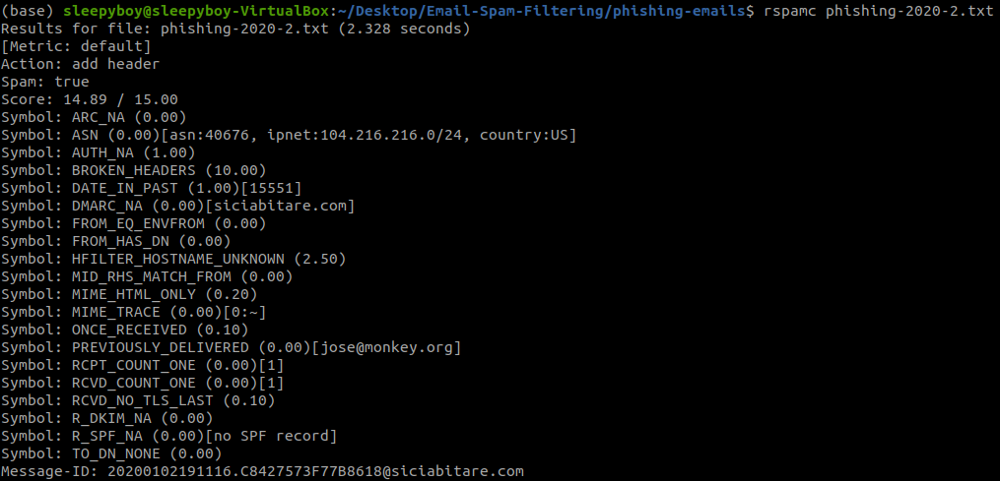 (base) sleepyboy@sleepyboy-VirtualBox:~/Desktop/Email-Spam-Filtering/phishing-emails$ rspamc phishing-2020-2.txt
Results for file: phishing-2020-2.txt (2.328 seconds)
[Metric: default]
Action: add header
Spam: true
Score: 14.89 / 15.00
Symbol: ARC_NA (0.00)
Symbol: ASN (0.00)[asn:40676, ipnet:104.216.216.0/24, country:US]
Symbol: AUTH_NA (1.00)
Symbol: BROKEN_HEADERS (10.00)
Symbol: DATE_IN_PAST (1.00)[15551]
Symbol: DMARC_NA (0.00)[siciabitare.com]
Symbol: FROM_EQ_ENVFROM (0.00)
Symbol: FROM_HAS_DN (0.00)
Symbol: HFILTER_HOSTNAME_UNKNOWN (2.50)
Symbol: MID_RHS_MATCH_FROM (0.00)
Symbol: MIME_HTML_ONLY (0.20)
Symbol: MIME_TRACE (0.00)[0:~]
Symbol: ONCE_RECEIVED (0.10)
Symbol: PREVIOUSLY_DELIVERED (0.00)[jose@monkey.org]
Symbol: RCPT_COUNT_ONE (0.00)[1]
Symbol: RCVD_COUNT_ONE (0.00)[1]
Symbol: RCVD_NO_TLS_LAST (0.10)
Symbol: R_DKIM_NA (0.00)
Symbol: R_SPF_NA (0.00)[no SPF record]
Symbol: TO_DN_NONE (0.00)
Message-ID: 20200102191116.C8427573F77B8618@siciabitare.com